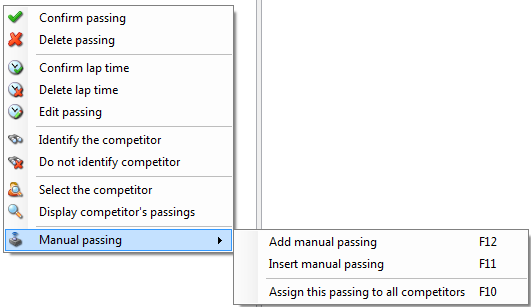 Confirm passing
Delete passing
Confirm lap time
Delete lap time
Edit passing
Identify the competitor
Do not identify competitor
Select the competitor
Display competitor's passings
Manual passing
Add manual passing F12
Insert manual passing F11
Assign this passing to all competitors F10